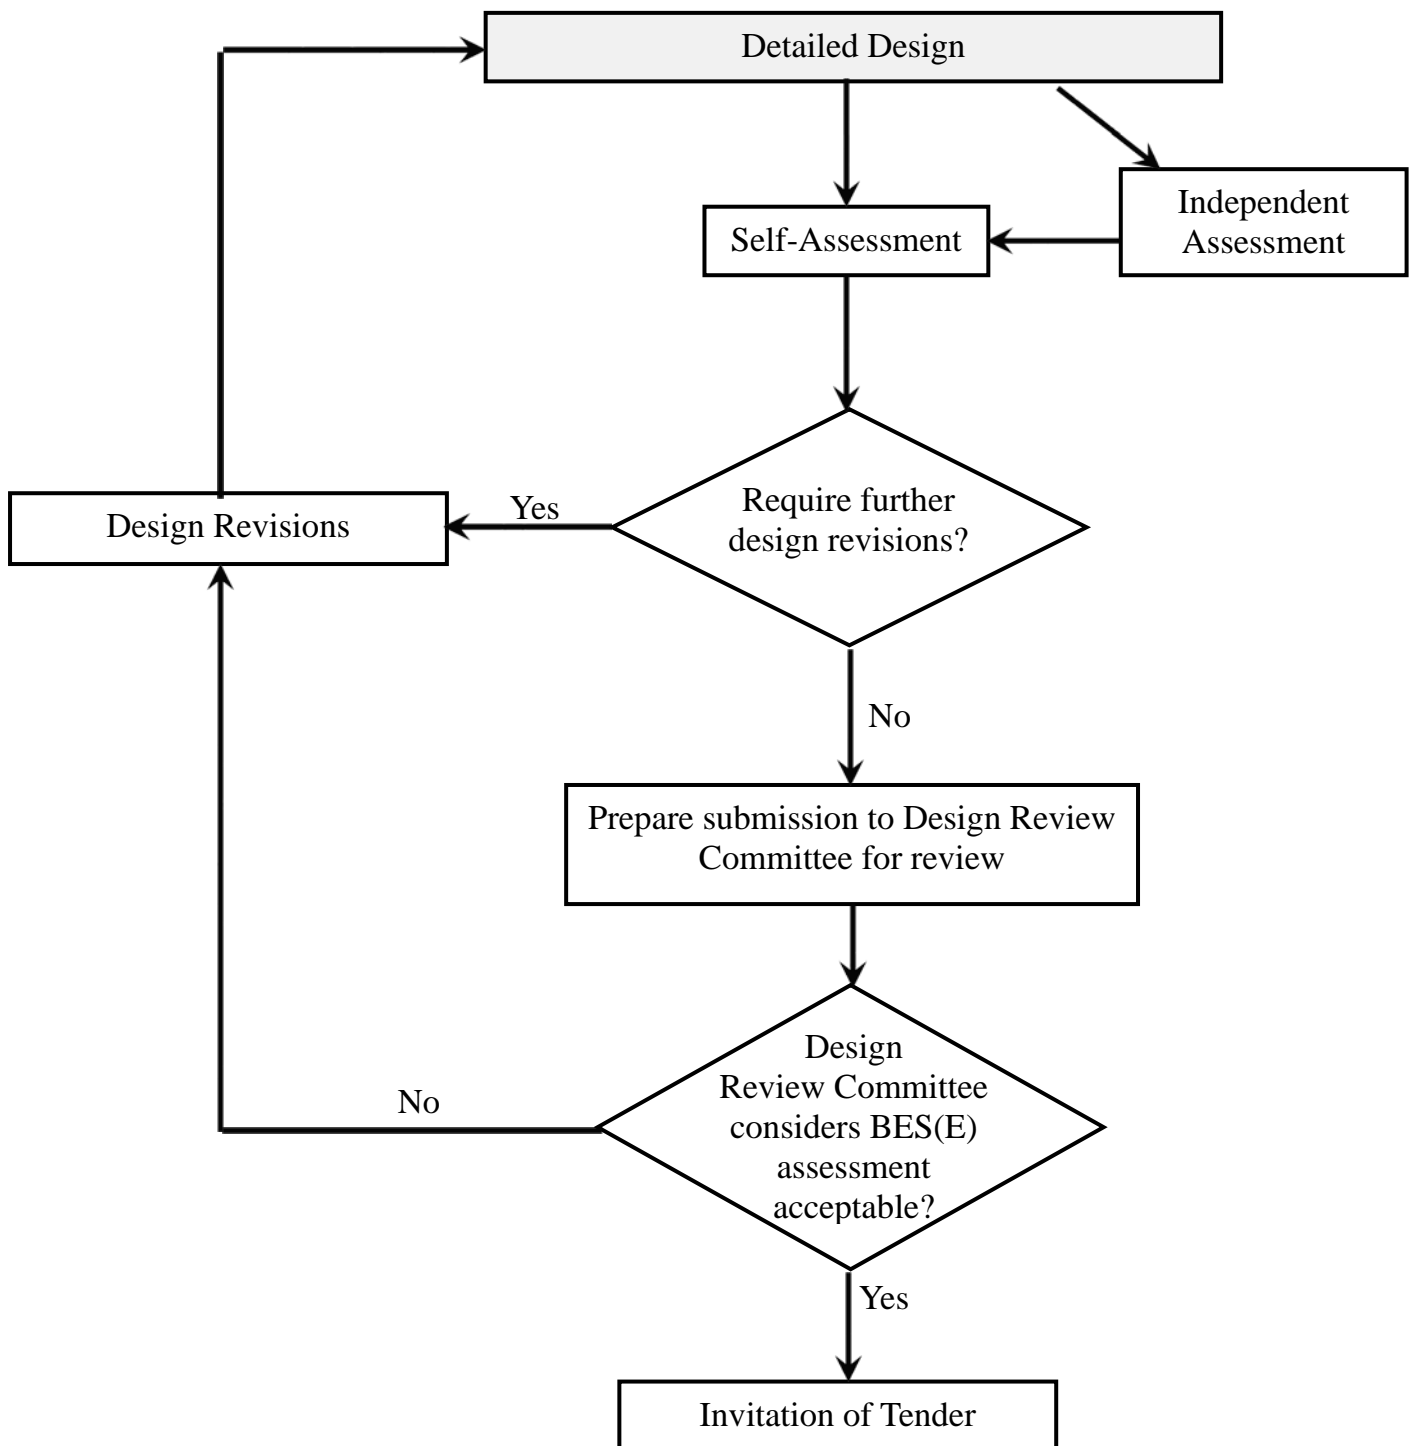 Detailed Design
Independent
Assessment
Self-Assessment
Require further
design revisions?
Yes
Design Revisions
No
Prepare submission to Design Review
Committee for review
Design
Review Committee
considers BES(E)
assessment
acceptable?
No
Yes
Invitation of Tender